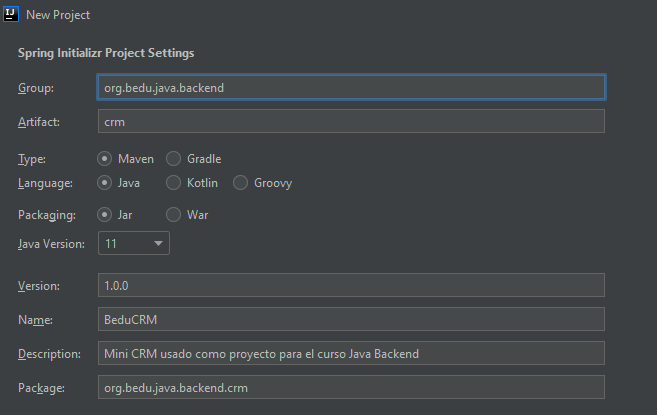 IJ New Project
Spring Initializr Project Settings
Group: org.bedu.java.backend
Artifact: crm
Type: Maven Gradle
Language: Java Kotlin Groovy
Packaging: Jar War
Java Version: 11
Version: 1.0.0
Name: BeduCRM
Description: Mini CRM usado como proyecto para el curso Java Backend
Package: org.bedu.java.backend.crm